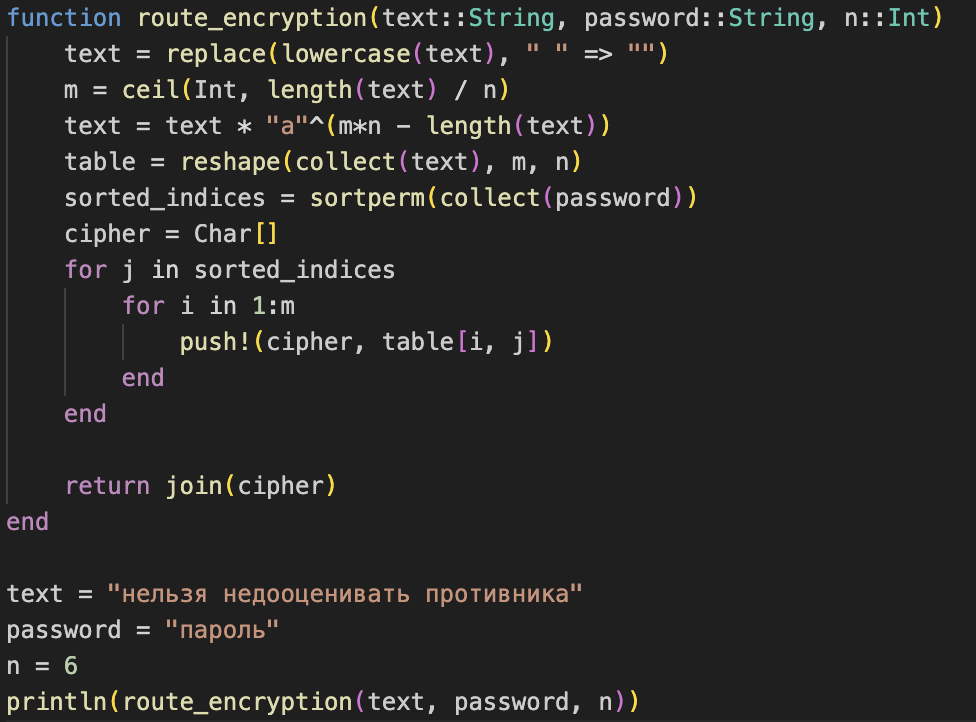 function route_encryption(text::String, password::String, n::Int)
    text = replace(lowercase(text), " " => "")
    m = ceil(Int, length(text) / n)
    text = text * "а"^(m*n - length(text))
    table = reshape(collect(text), m, n)
    sorted_indices = sortperm(collect(password))
    cipher = Char[]
    for j in sorted_indices
        for i in 1:m
            push!(cipher, table[i, j])
        end
    end
    return join(cipher)
end
text = "нельзя недооценивать противника"
password = "пароль"
n = 6
println(route_encryption(text, password, n))